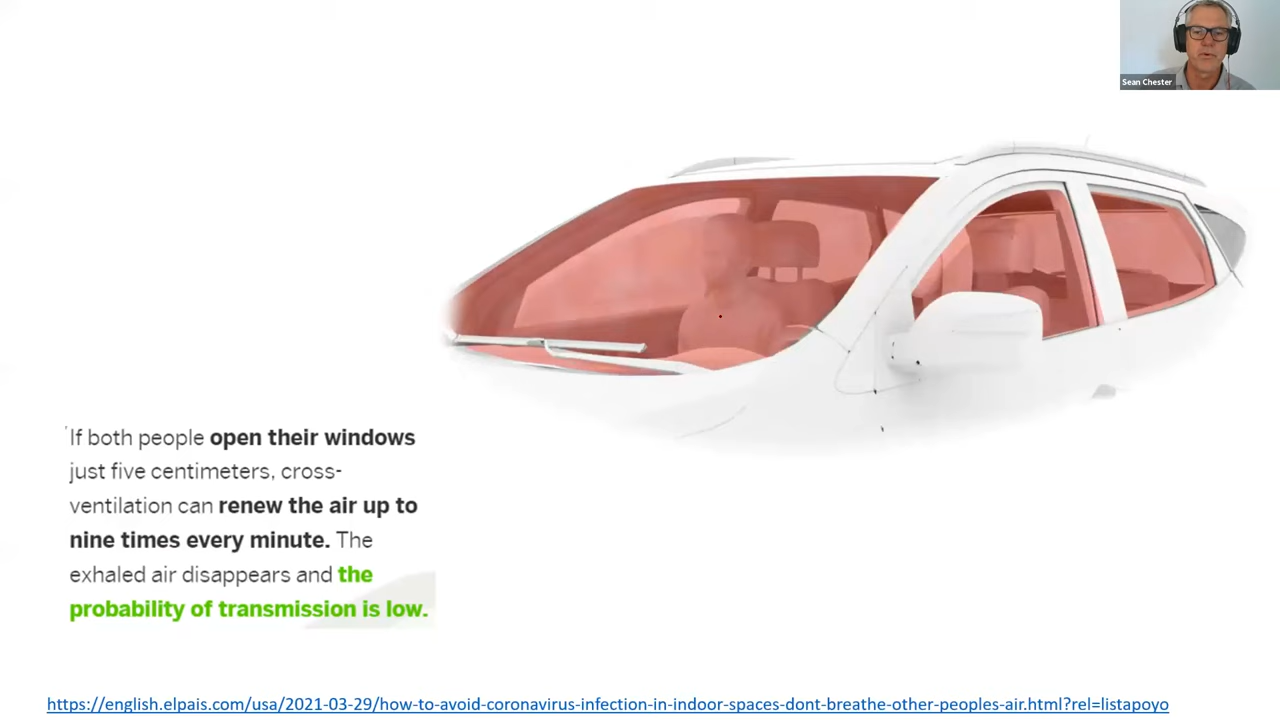 Sean Chester
If both people open their windows
just five centimeters, cross-
ventilation can renew the air up to
nine times every minute. The
exhaled air disappears and the
probability of transmission is low.
https://english.elpais.com/usa/2021-03-29/how-to-avoid-coronavirus-infection-in-indoor-spaces-dont-breathe-other-peoples-air.html?rel=listapoyo